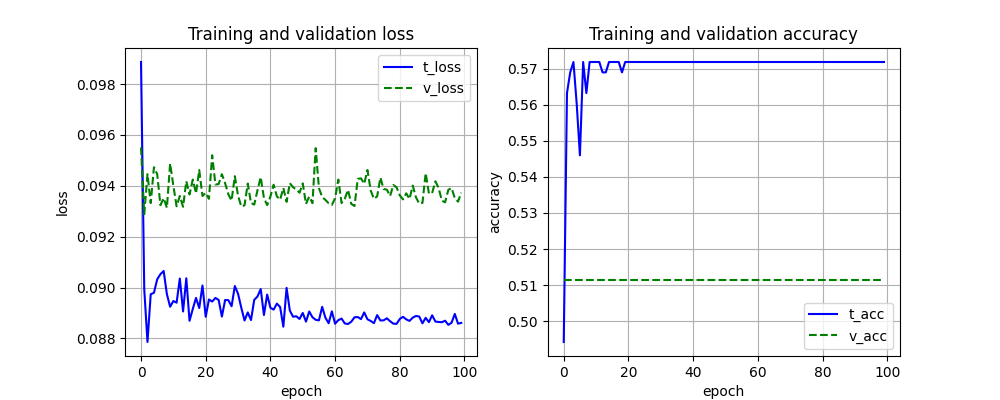 Training and validation loss
0.098
0.096
0.094
0.092
0.090
0.088
loss
t_loss
v_loss
0 20 40 60 80 100
epoch
Training and validation accuracy
0.57
0.56
0.55
0.54
0.53
0.52
0.51
0.50
accuracy
t_acc
v_acc
0 20 40 60 80 100
epoch